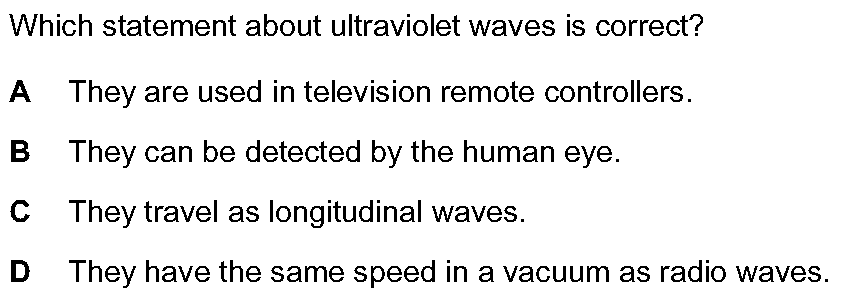 Which statement about ultraviolet waves is correct?
A They are used in television remote controllers.
B They can be detected by the human eye.
C They travel as longitudinal waves.
D They have the same speed in a vacuum as radio waves.